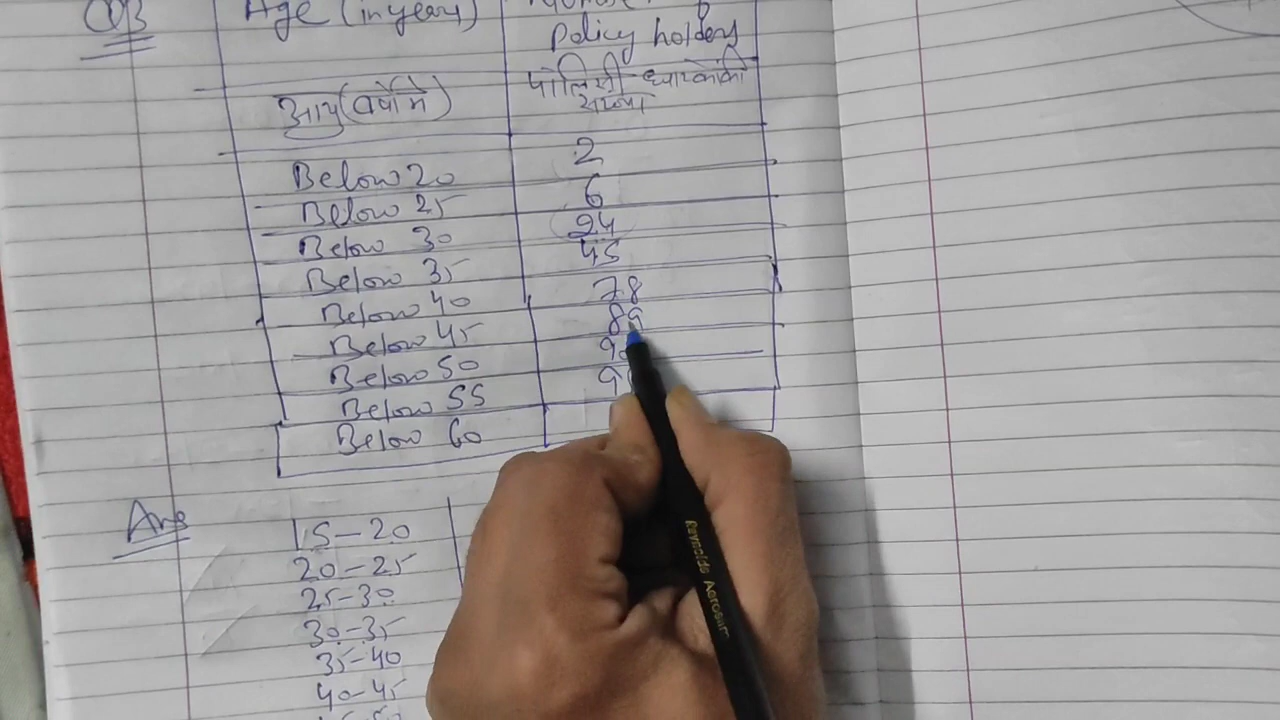 Q3
Age (in years)
policy holders
आयु (वर्षो में)
पॉलिसी धारकोंकी
संख्या
Below 20 2
Below 25 6
Below 30 24
Below 35 45
Below 40 78
Below 45 89
Below 50
Below 55
Below 60
Ans
15-20
20-25
25-30
30-35
35-40
40-45
Reynolds Aeroslim